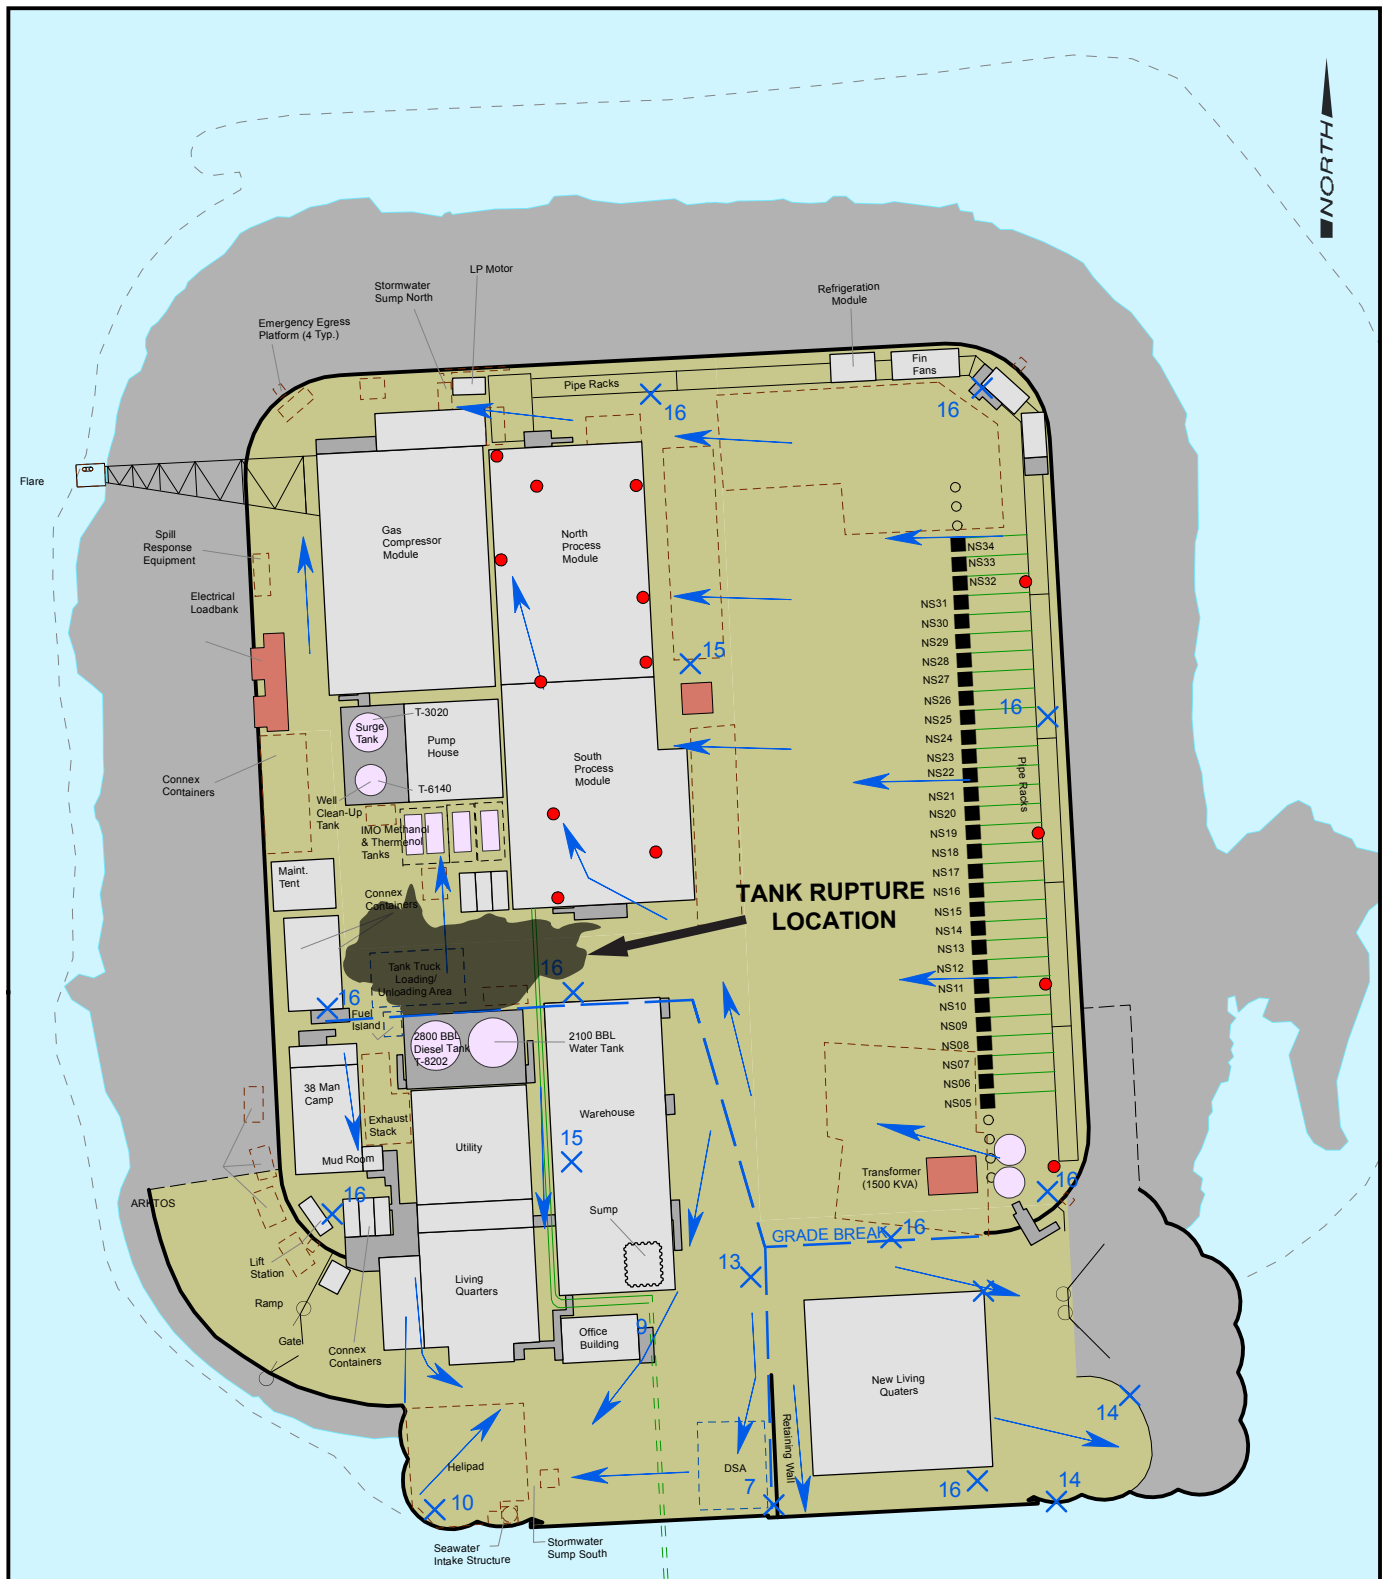 NORTH
LP Motor
Stormwater
Sump North
Refrigeration
Module
Emergency Egress
Platform (4 Typ.)
Fin
Fans
Pipe Racks
16
16
Flare
Gas
Compressor
Module
North
Process
Module
Spill
Response
Equipment
Electrical
Loadbank
NS34
NS33
NS32
NS31
NS30
NS29
NS28
NS27
NS26
NS25
NS24
NS23
NS22
NS21
NS20
NS19
NS18
NS17
NS16
NS15
NS14
NS13
NS12
NS11
NS10
NS09
NS08
NS07
NS06
NS05
15
16
Pipe Racks
T-3020
Surge
Tank
Pump
House
South
Process
Module
T-6140
Connex
Containers
Well
Clean-Up
Tank
IMO Methanol
& Thermenol
Tanks
Maint.
Tent
Connex
Containers
TANK RUPTURE
LOCATION
Tank Truck
Loading/
Unloading Area
16
16
Fuel
Island
2800 BBL
Diesel Tank
T-8202
2100 BBL
Water Tank
38 Man
Camp
Exhaust
Stack
Warehouse
Utility
15
Mud Room
Transformer
(1500 KVA)
16
ARKTOS
16
Sump
GRADE BREAK
16
13
Lift
Station
Living
Quarters
Ramp
Gate
Connex
Containers
Office
Building
9
New Living
Quaters
14
Retaining Wall
Helipad
DSA
7
10
16
14
Seawater
Intake Structure
Stormwater
Sump South